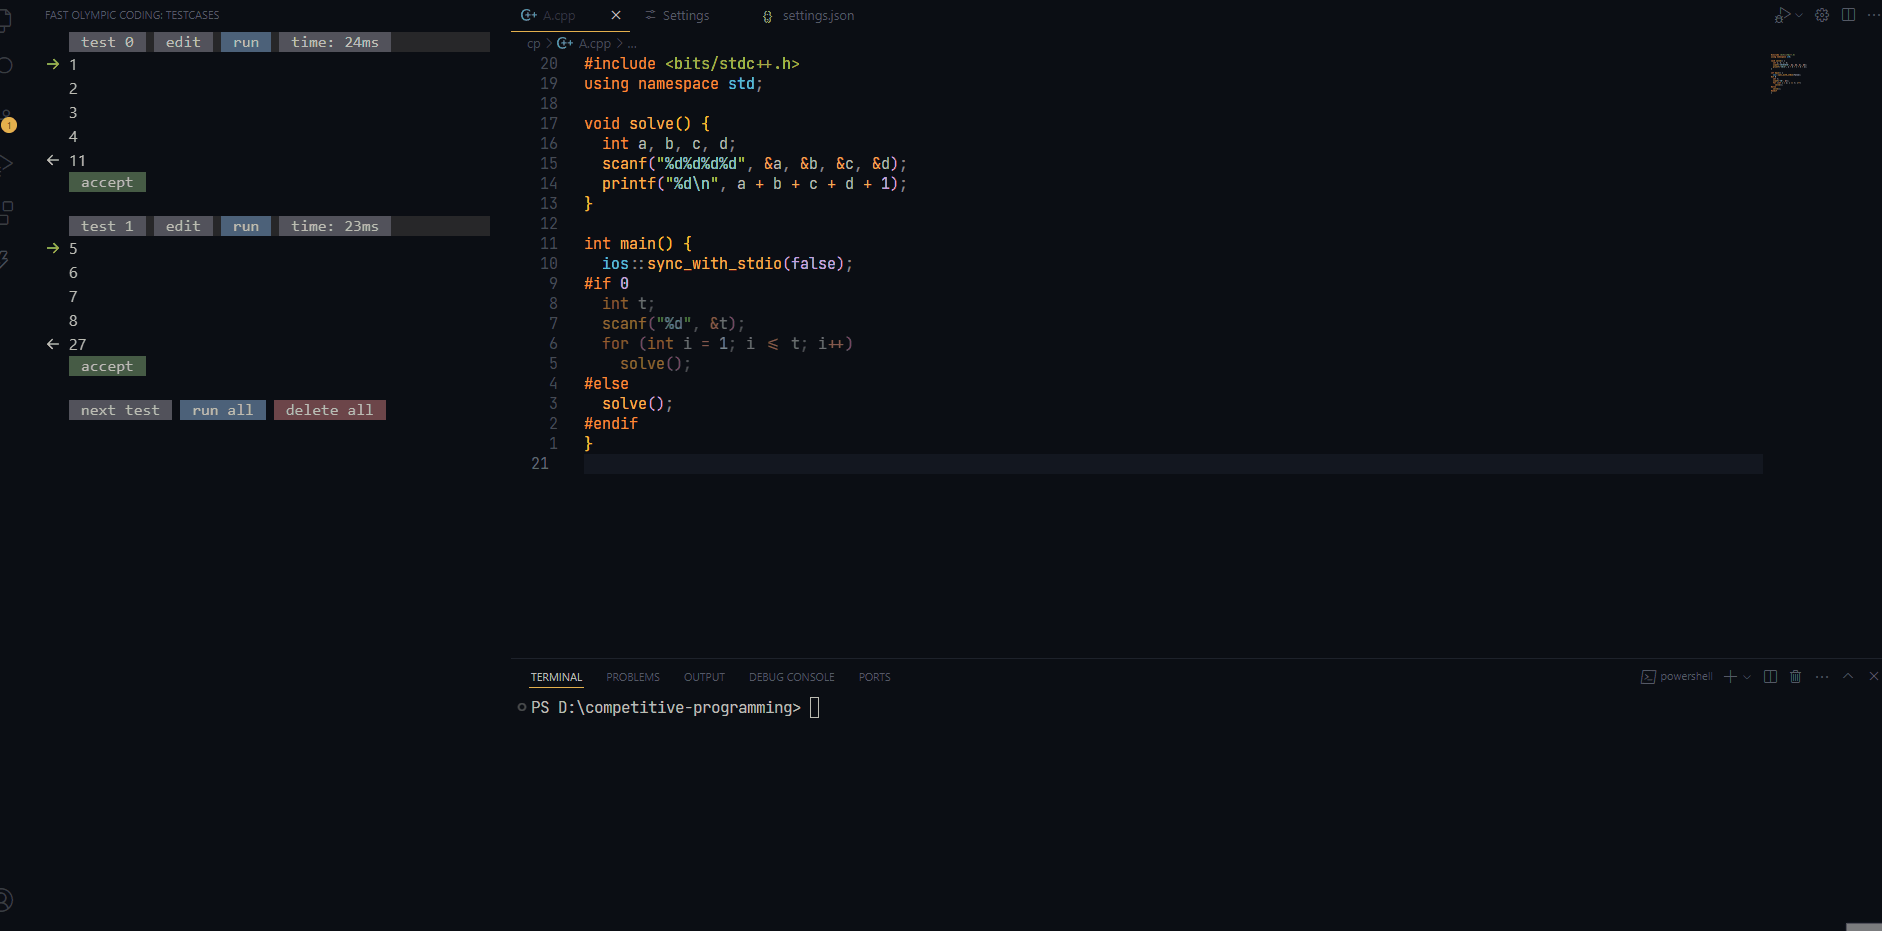 FAST OLYMPIC CODING: TESTCASES
test 0 edit run time: 24ms
→ 1
2
3
4
← 11
accept
test 1 edit run time: 23ms
→ 5
6
7
8
← 27
accept
next test run all delete all
1
A.cpp × Settings {} settings.json
cp > A.cpp > ...
20 #include <bits/stdc++.h>
19 using namespace std;
18
17 void solve() {
16 int a, b, c, d;
15 scanf("%d%d%d%d", &a, &b, &c, &d);
14 printf("%d\n", a + b + c + d + 1);
13 }
12
11 int main() {
10 ios::sync_with_stdio(false);
9 #if 0
8 int t;
7 scanf("%d", &t);
6 for (int i = 1; i <= t; i++)
5 solve();
4 #else
3 solve();
2 #endif
1 }
21
TERMINAL PROBLEMS OUTPUT DEBUG CONSOLE PORTS
powershell
PS D:\competitive-programming>